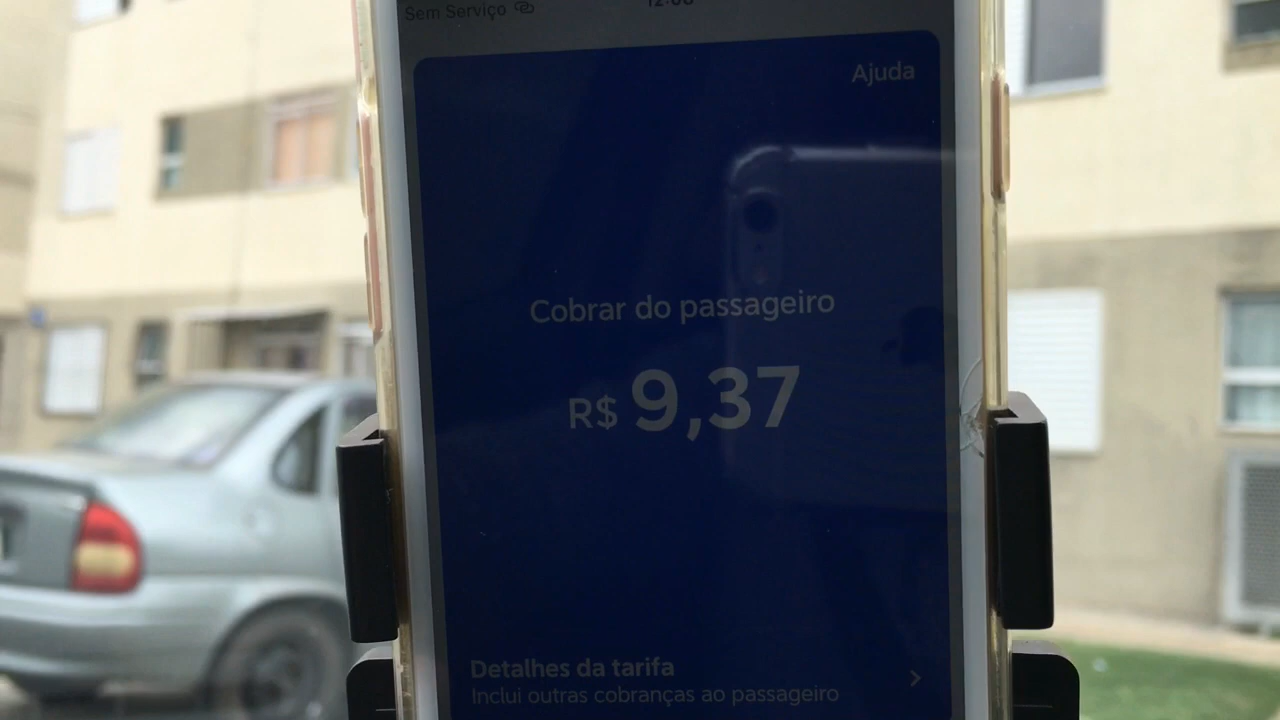 Sem Serviço
Ajuda
Cobrar do passageiro
R$ 9,37
Detalhes da tarifa
Inclui outras cobranças ao passageiro